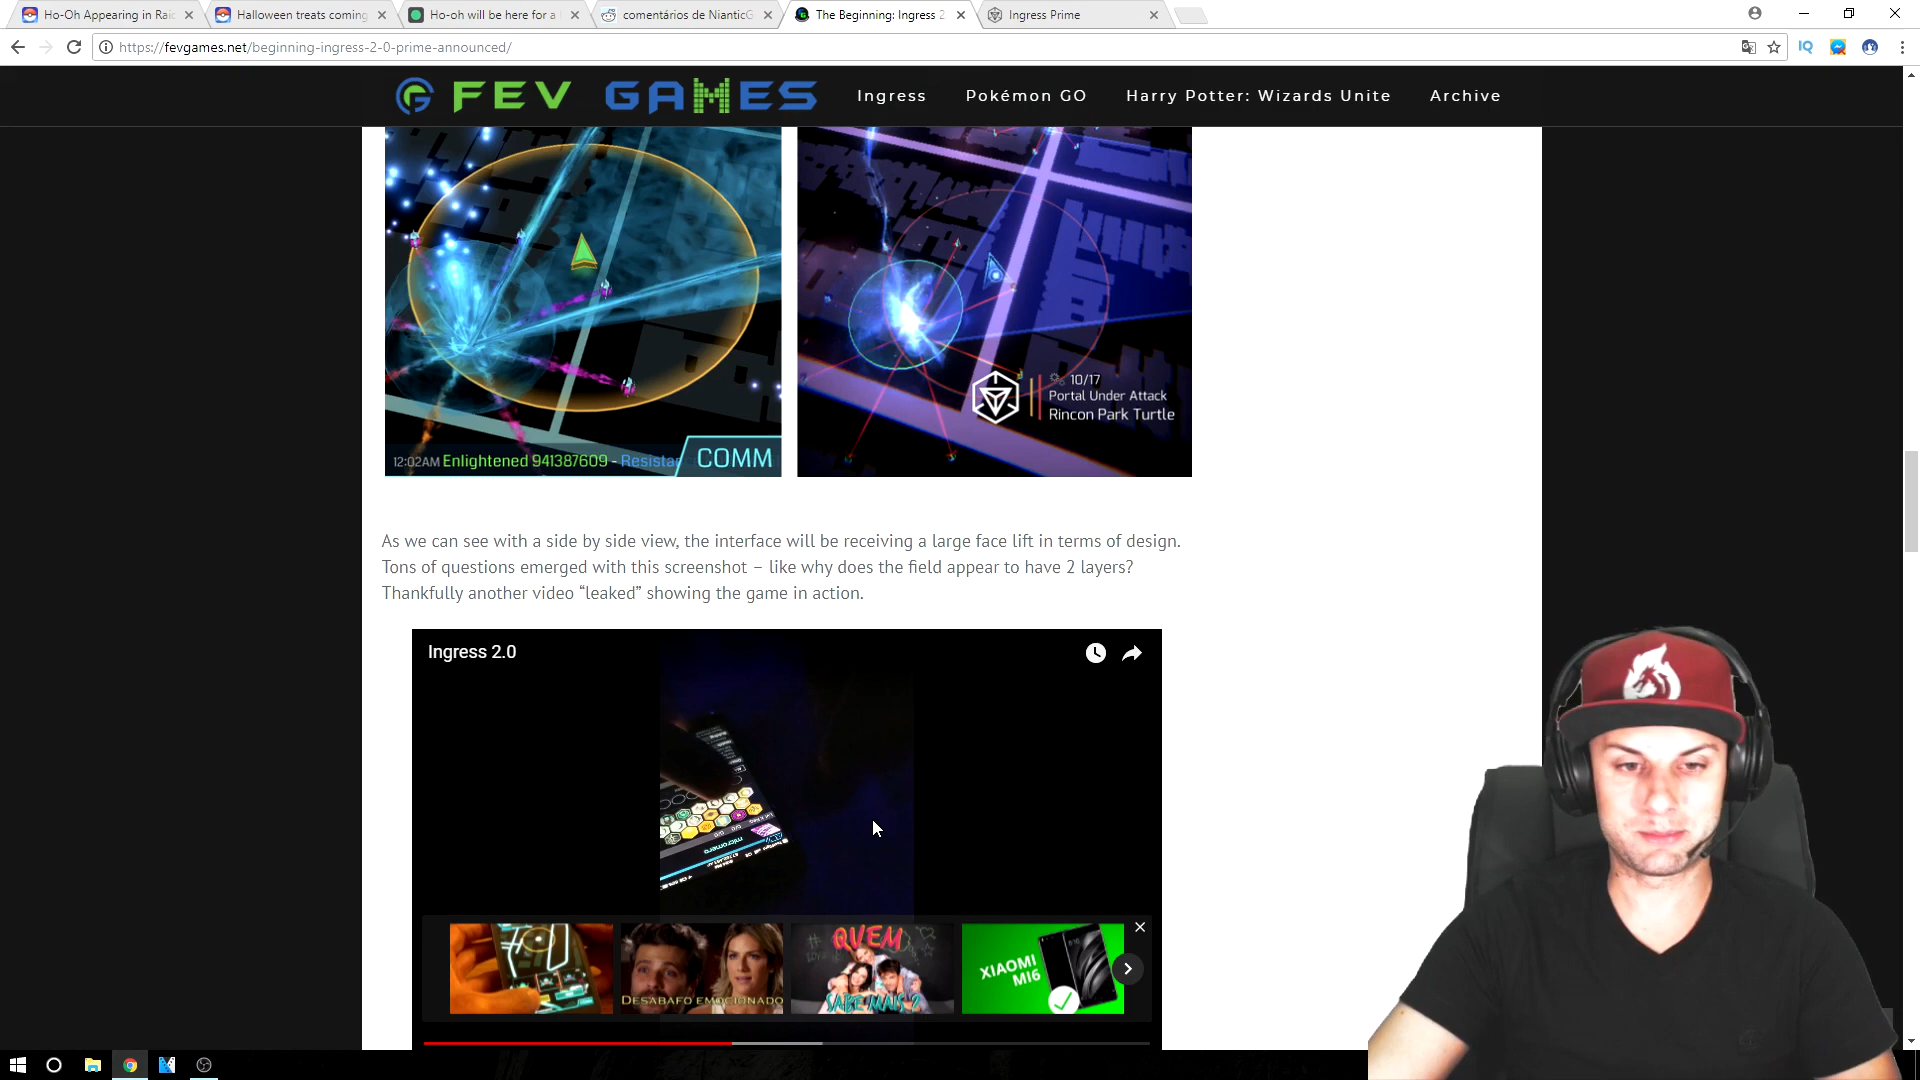 Ho-Oh Appearing in Raid
Halloween treats coming
Ho-oh will be here for a
comentários de NianticG
The Beginning: Ingress 2
Ingress Prime
https://fevgames.net/beginning-ingress-2-0-prime-announced/
FEV GAMES
Ingress
Pokémon GO
Harry Potter: Wizards Unite
Archive
12:02AM Enlightened 941387609 - Resista
COMM
10/17
Portal Under Attack
Rincon Park Turtle
As we can see with a side by side view, the interface will be receiving a large face lift in terms of design.
Tons of questions emerged with this screenshot – like why does the field appear to have 2 layers?
Thankfully another video “leaked” showing the game in action.
Ingress 2.0
micromero
DESABAFO EMOCIONADO
QUEM
SABE MAIS?
XIAOMI
MI6